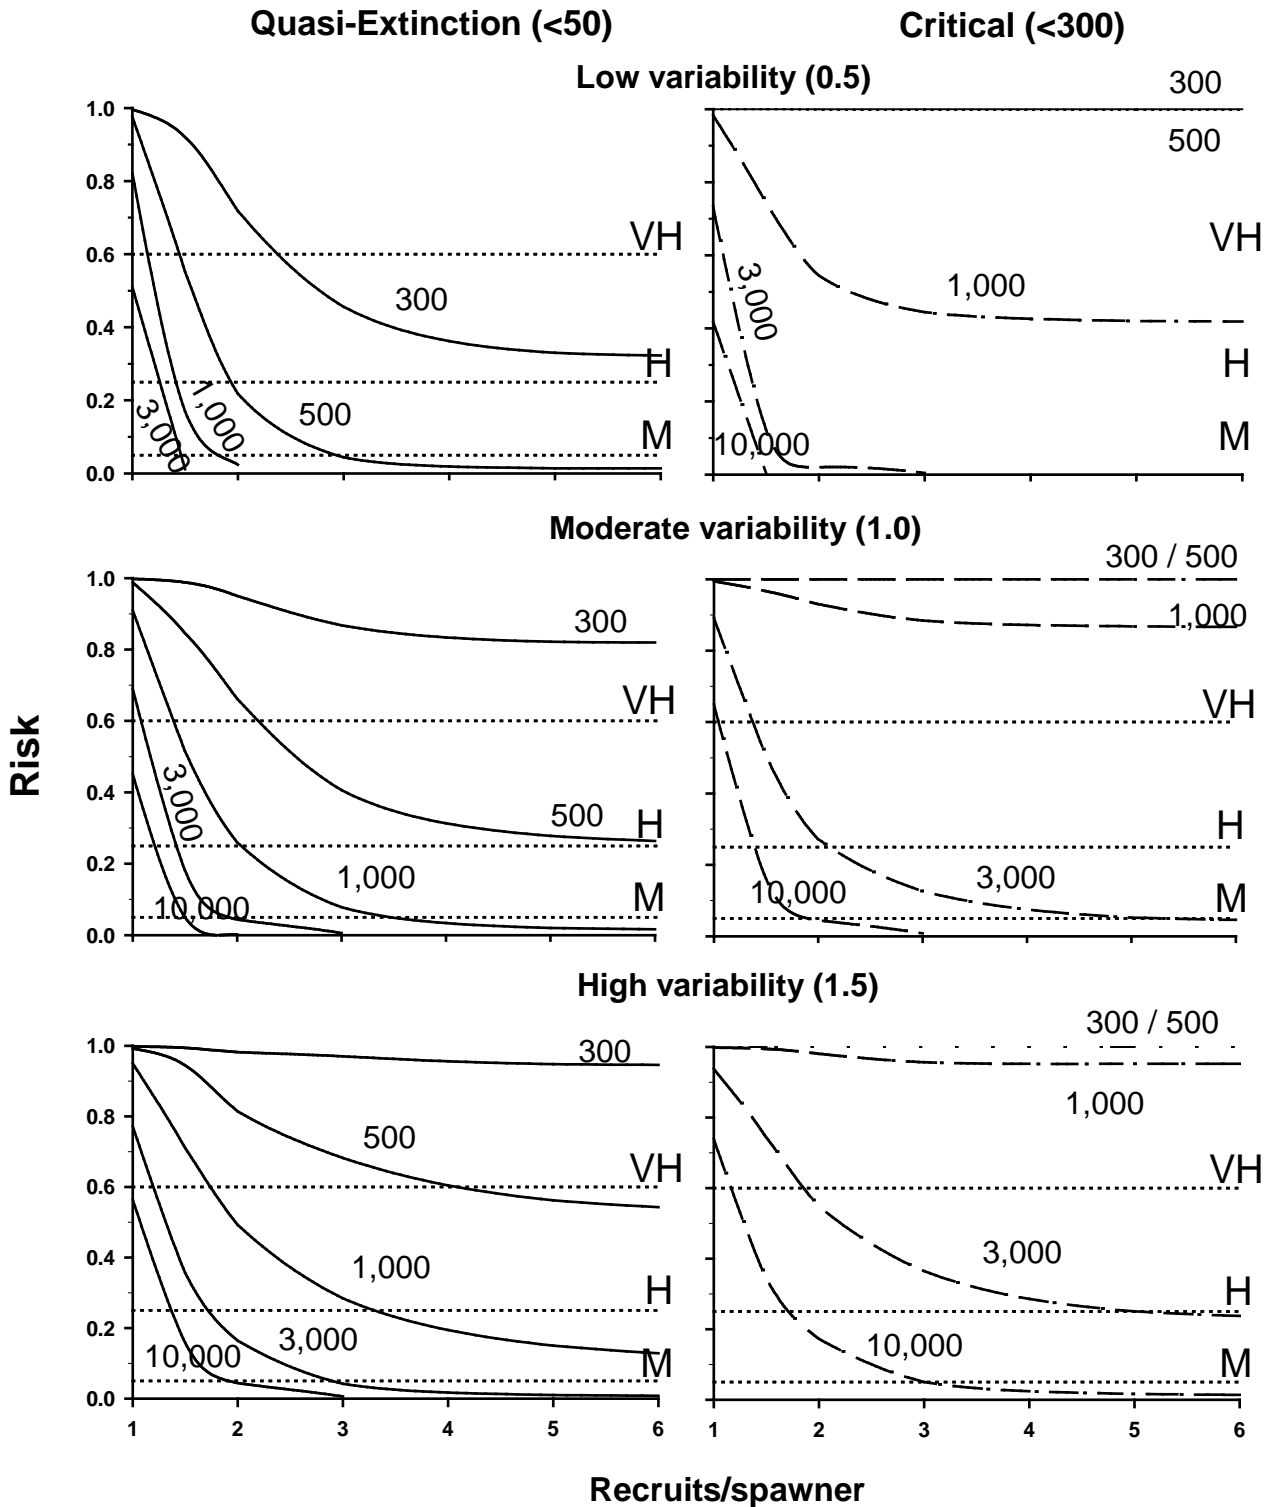 Quasi-Extinction (<50)
Critical (<300)
Low variability (0.5)
300
500
1.0
0.8
0.6
0.4
0.2
0.0
VH
H
M
300
500
1,000
3,000
VH
H
M
1,000
3,000
10,000
Moderate variability (1.0)
1.0
0.8
0.6
0.4
0.2
0.0
300
VH
500
H
M
1,000
3,000
10,000
300 / 500
1,000
VH
H
M
3,000
10,000
Risk
High variability (1.5)
1.0
0.8
0.6
0.4
0.2
0.0
300
500
VH
1,000
H
3,000
M
10,000
1 2 3 4 5 6
300 / 500
1,000
VH
3,000
H
10,000
M
1 2 3 4 5 6
Recruits/spawner